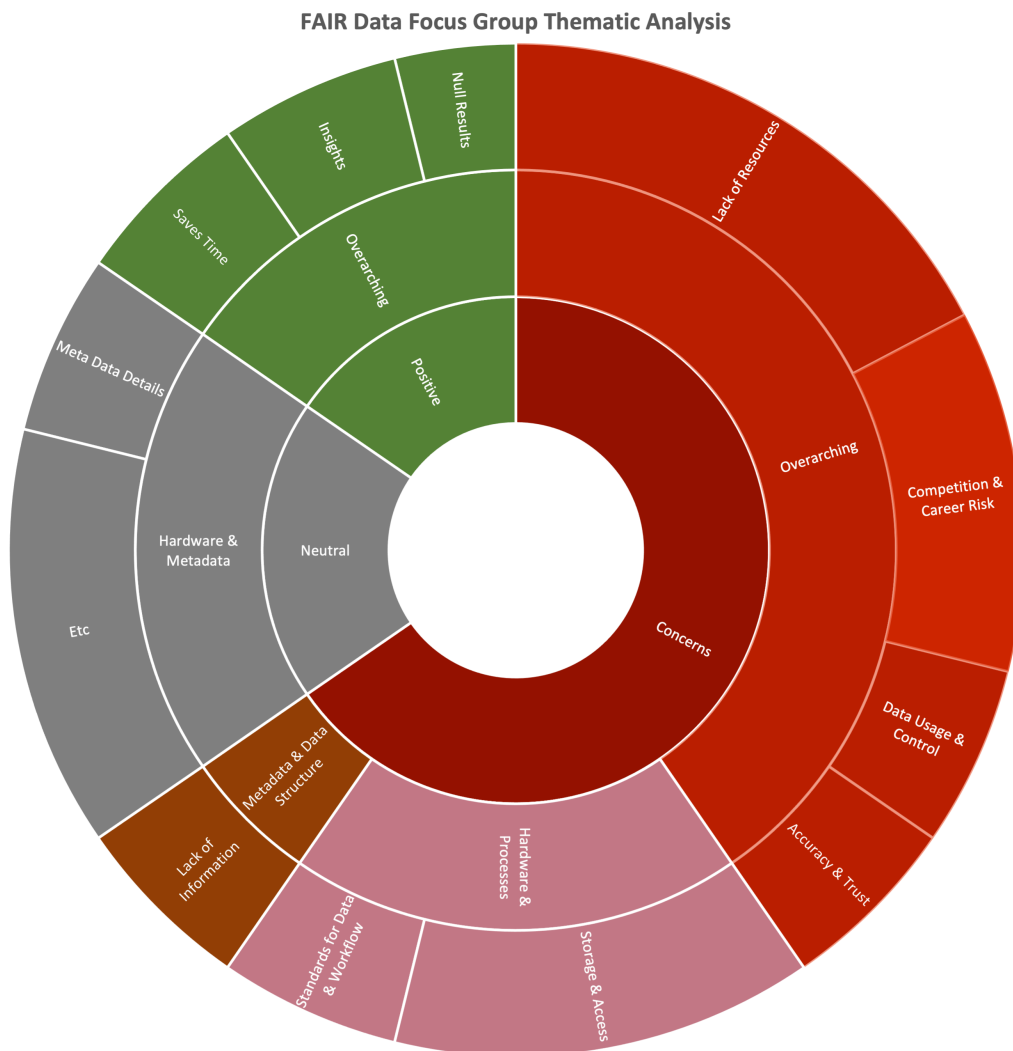 FAIR Data Focus Group Thematic Analysis
Null Results
Insights
Saves Time
Overarching
Positive
Lack of Resources
Overarching
Competition &
Career Risk
Data Usage &
Control
Accuracy & Trust
Concerns
Meta Data Details
Hardware &
Metadata
Neutral
Etc
Metadata & Data
Structure
Lack of
Information
Hardware &
Processes
Standards for Data
& Workflow
Storage & Access